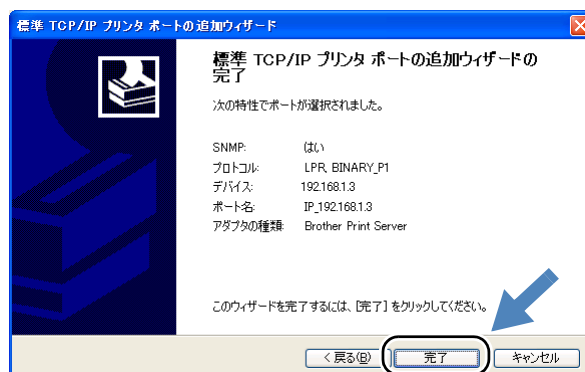 標準 TCP/IP プリンタ ポートの追加ウィザード
標準 TCP/IP プリンタ ポートの追加ウィザードの
完了
次の特性でポートが選択されました。
SNMP: はい
プロトコル: LPR, BINARY_P1
デバイス: 192.168.1.3
ポート名: IP_192.168.1.3
アダプタの種類: Brother Print Server
このウィザードを完了するには、[完了] をクリックしてください。
< 戻る(B) 完了 キャンセル